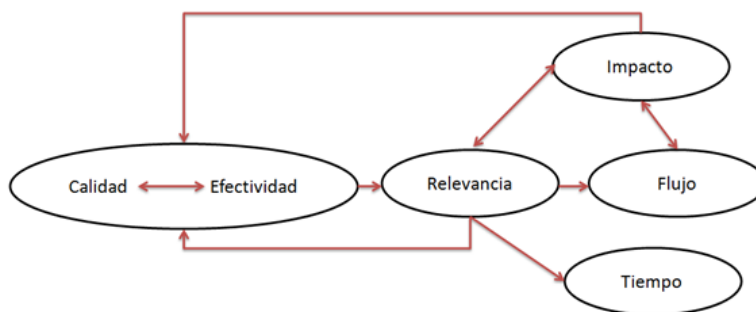 Impacto
Calidad Efectividad
Relevancia
Flujo
Tiempo